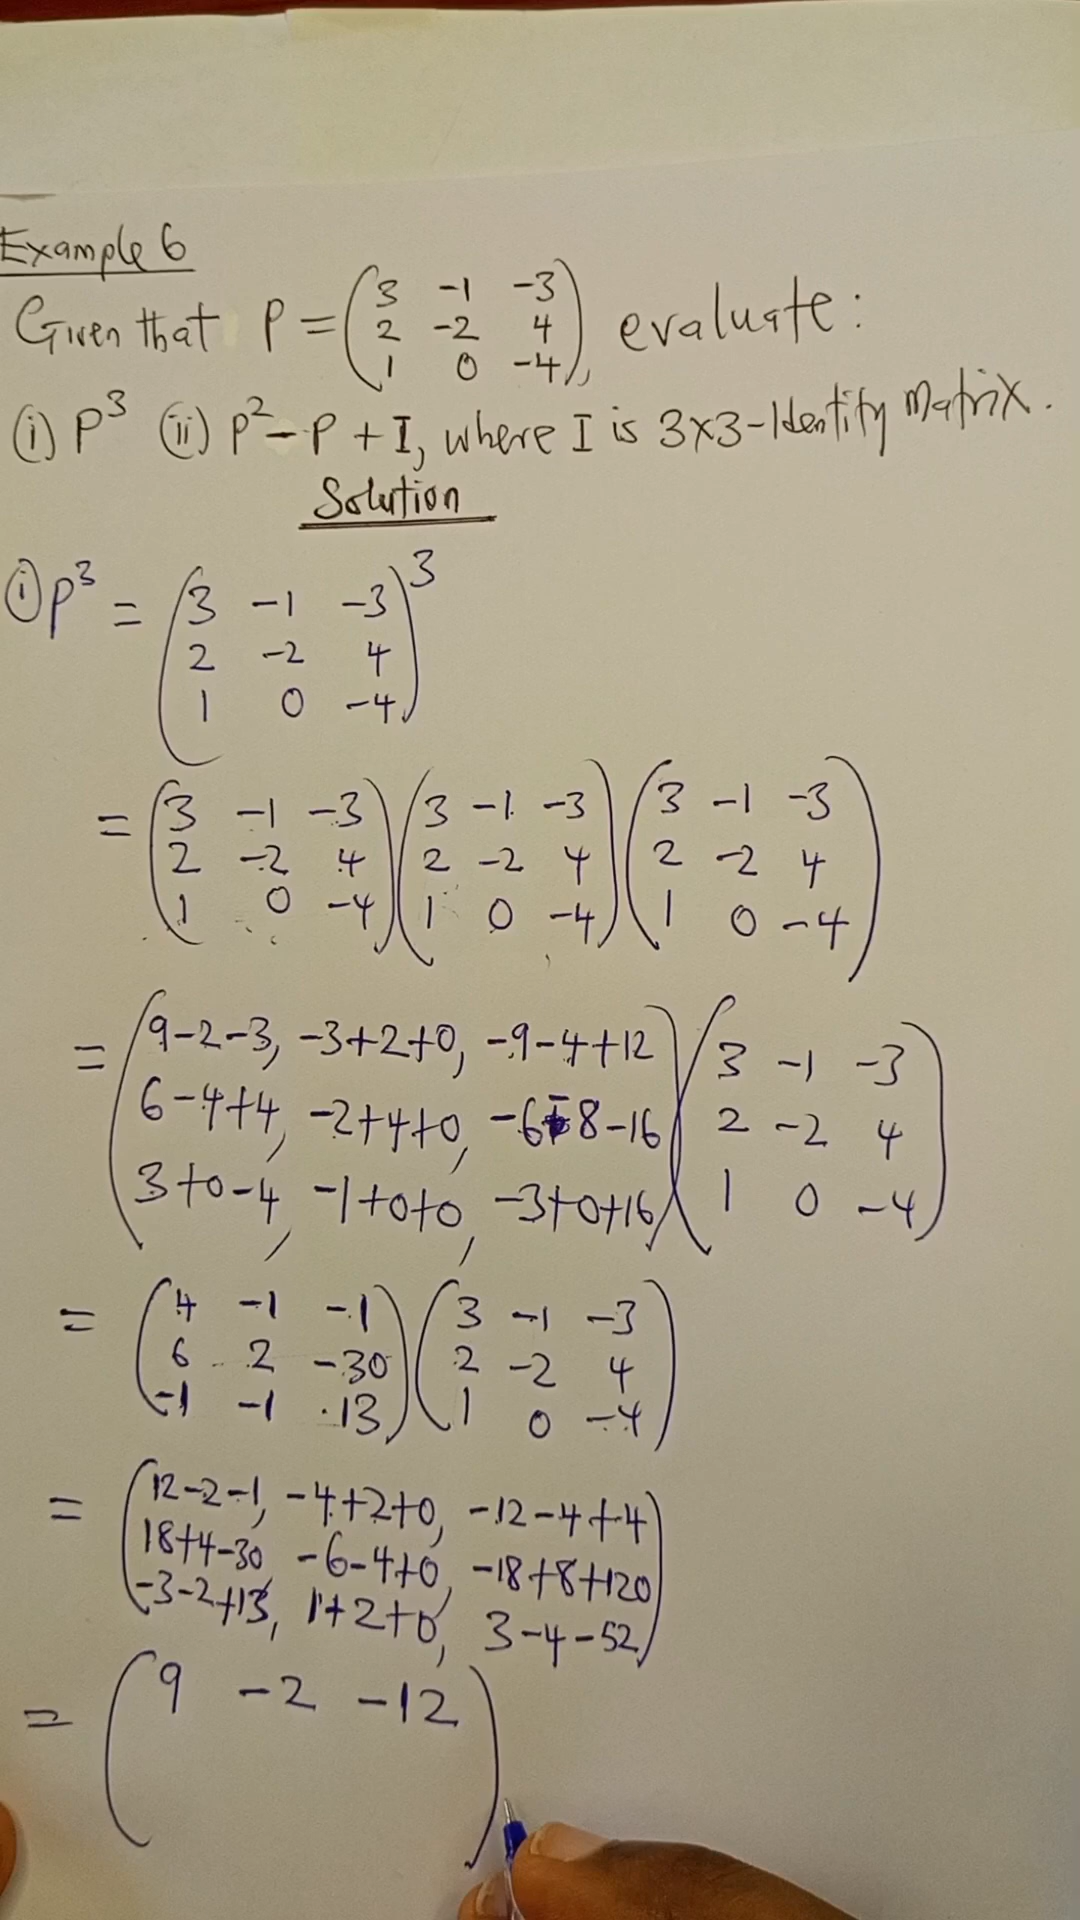 Example 6
Given that P = (3 -1 -3
2 -2 4
1 0 -4), evaluate:
(i) P³ (ii) P² - P + I, where I is 3x3-Identity Matrix.
Solution
(i) P³ = (3 -1 -3
2 -2 4
1 0 -4)³
= (3 -1 -3) (3 -1 -3) (3 -1 -3)
(2 -2 4) (2 -2 4) (2 -2 4)
(1 0 -4) (1 0 -4) (1 0 -4)
= (9-2-3, -3+2+0, -9-4+12) (3 -1 -3)
(6-4+4, -2+4+0, -6-8-16) (2 -2 4)
(3+0-4, -1+0+0, -3+0+16) (1 0 -4)
= (4 -1 -1) (3 -1 -3)
(6 2 -30) (2 -2 4)
(-1 -1 13) (1 0 -4)
= (12-2-1, -4+2+0, -12-4+4
18+4-30 -6-4+0, -18+8+120
-3-2+13, 1+2+0, 3-4-52)
= (9 -2 -12)